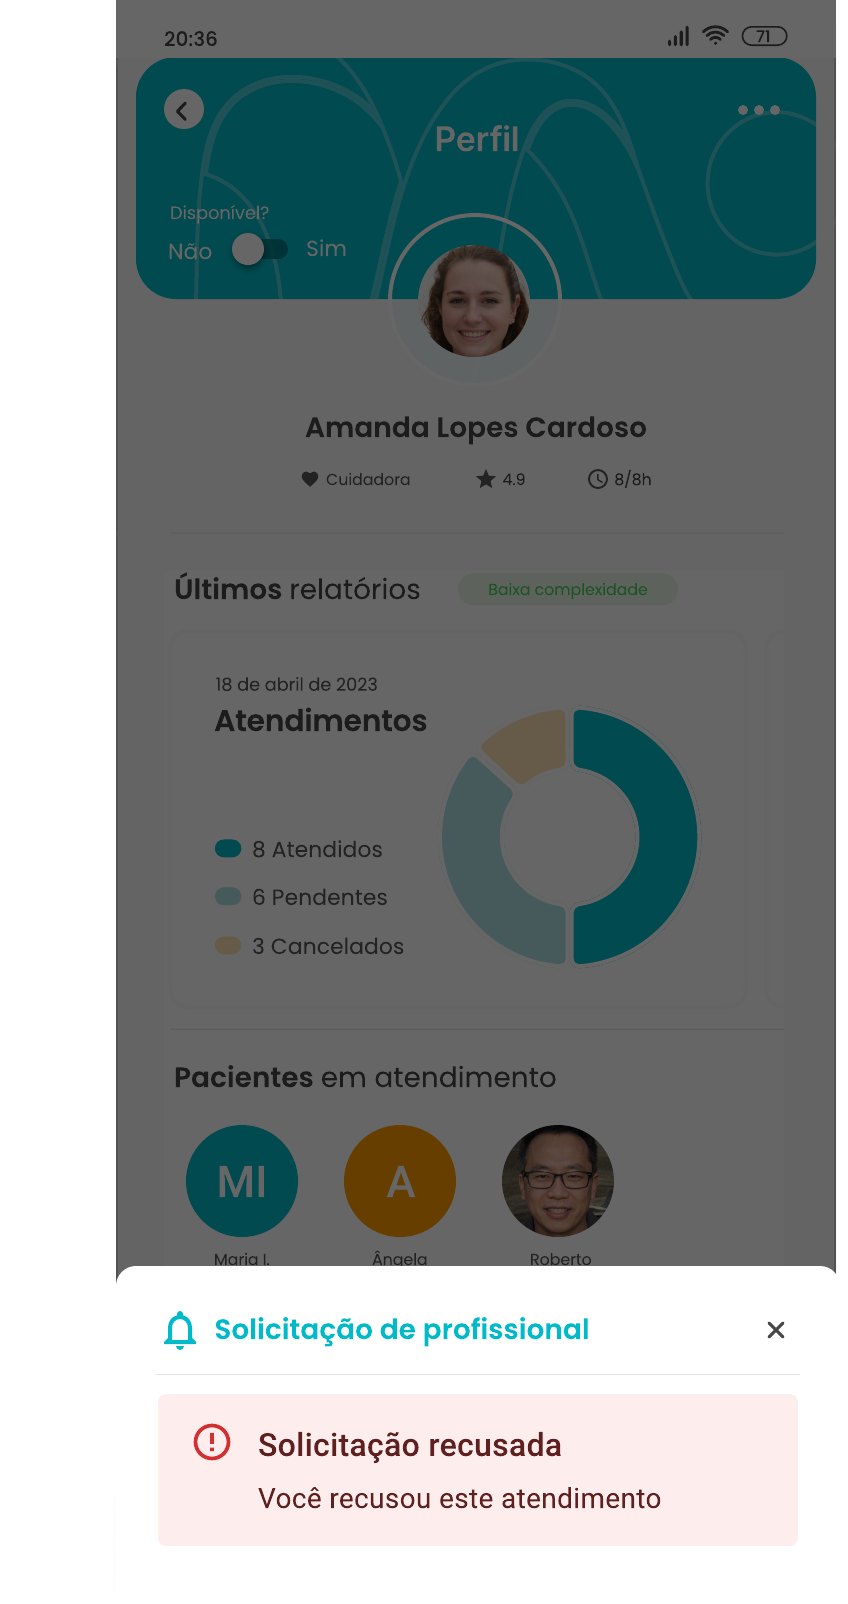 20:36
71
Perfil
Disponível?
Não Sim
Amanda Lopes Cardoso
Cuidadora 4.9 8/8h
Últimos relatórios Baixa complexidade
18 de abril de 2023
Atendimentos
8 Atendidos
6 Pendentes
3 Cancelados
Pacientes em atendimento
MI A
Maria I. Ângela Roberto
Solicitação de profissional
Solicitação recusada
Você recusou este atendimento